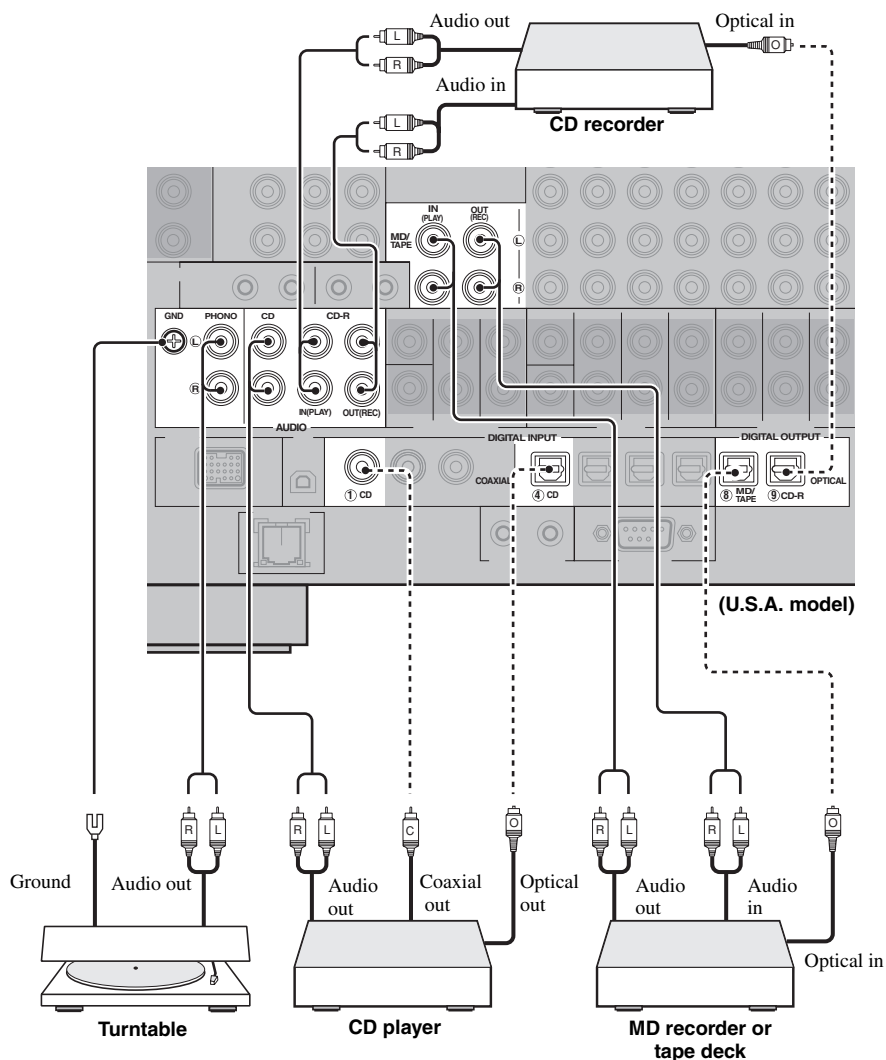 Audio out
Optical in
L
R
O
Audio in
L
R
CD recorder
IN
(PLAY)
OUT
(REC)
MD/
TAPE
L
R
GND
PHONO
CD
CD-R
L
R
IN(PLAY)
OUT(REC)
AUDIO
DIGITAL INPUT
DIGITAL OUTPUT
COAXIAL
OPTICAL
① CD
④ CD
⑧ MD/
TAPE
⑨ CD-R
(U.S.A. model)
R
L
R
L
C
O
R
L
R
L
O
Ground
Audio out
Audio
out
Coaxial
out
Optical
out
Audio
out
Audio
in
Optical in
Turntable
CD player
MD recorder or
tape deck